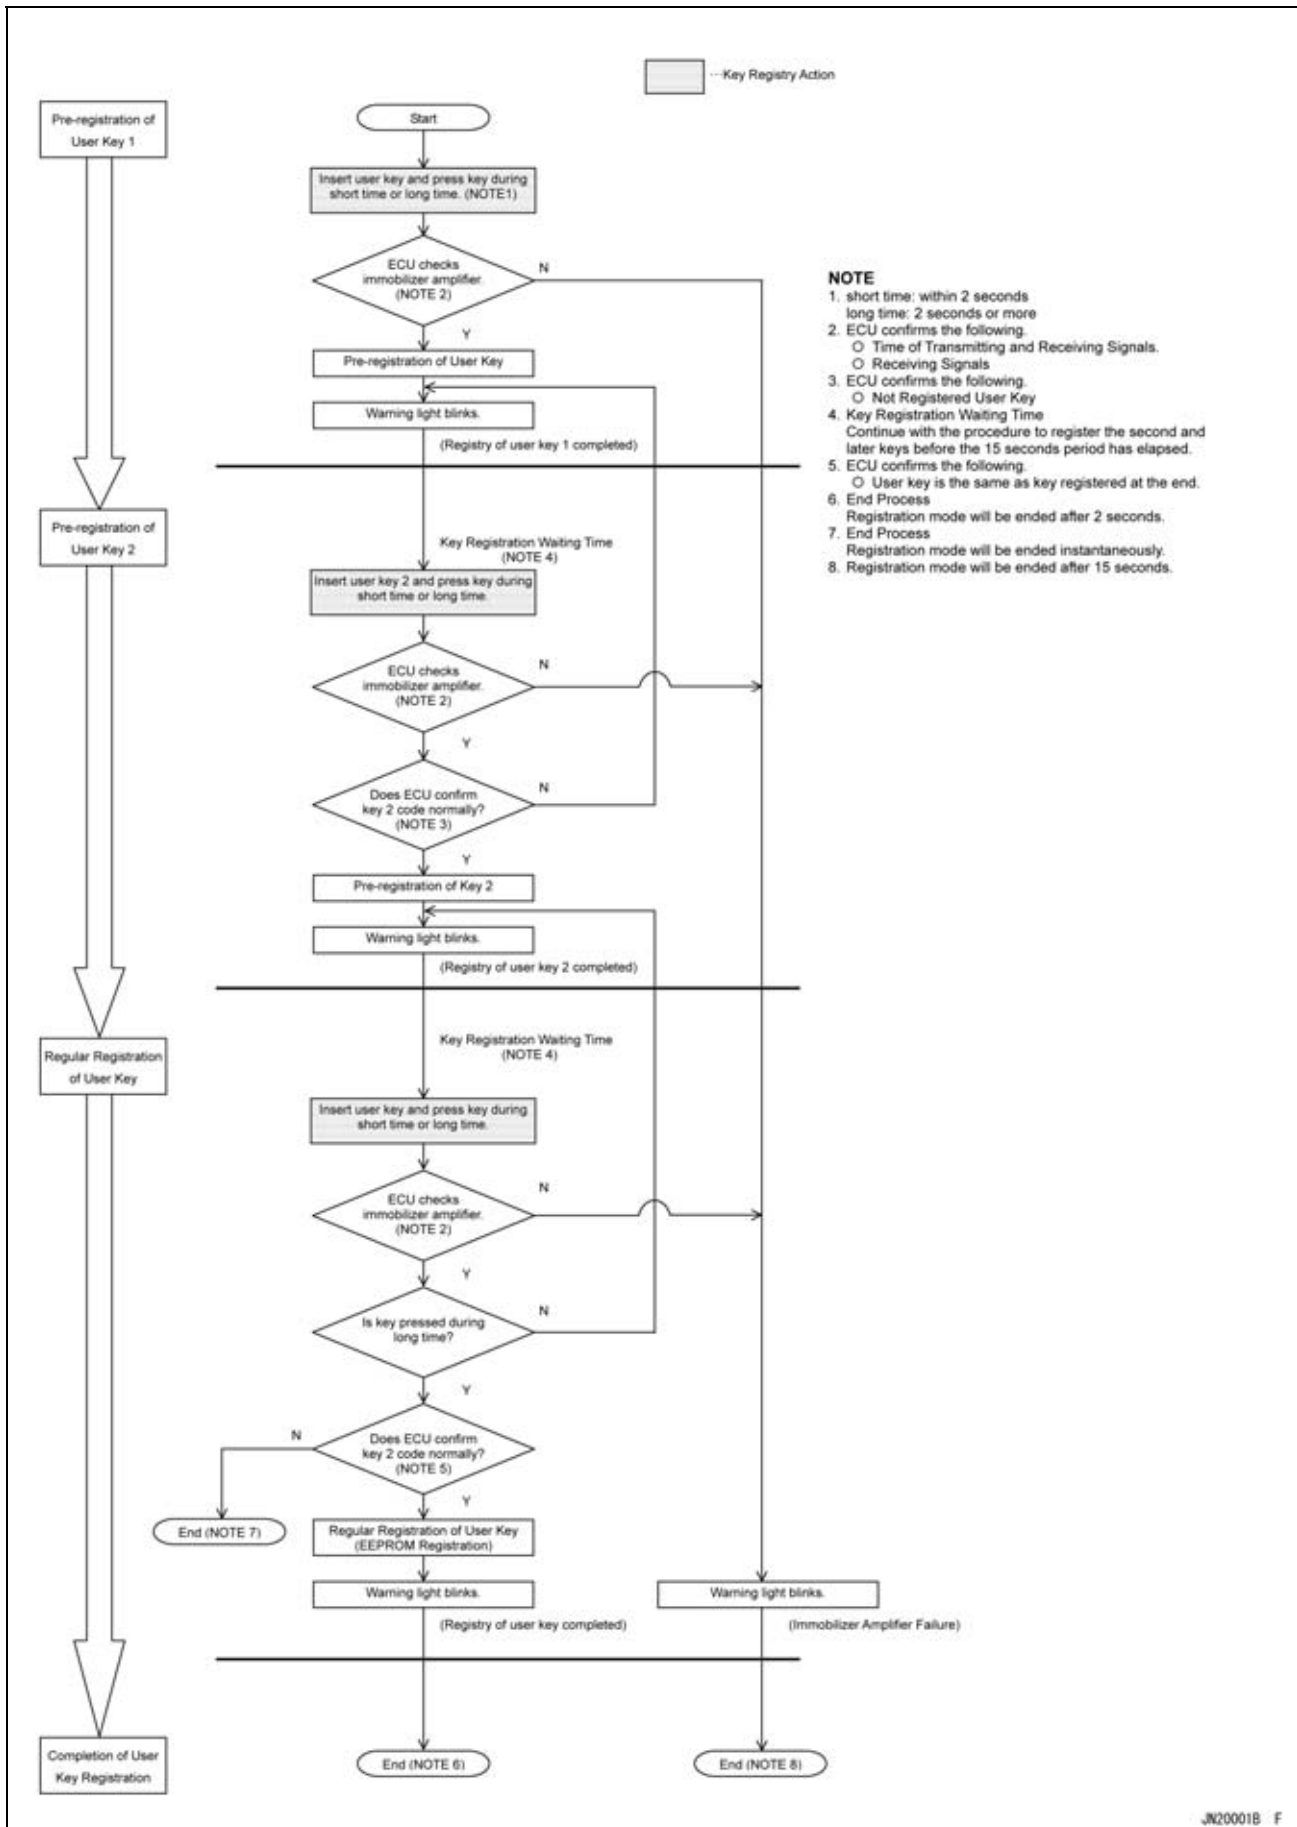 ···Key Registry Action
Pre-registration of
User Key 1
Start
Insert user key and press key during
short time or long time. (NOTE1)
ECU checks
immobilizer amplifier.
(NOTE 2)
N
Y
Pre-registration of User Key
Warning light blinks.
(Registry of user key 1 completed)
NOTE
1. short time: within 2 seconds
long time: 2 seconds or more
2. ECU confirms the following.
O Time of Transmitting and Receiving Signals.
O Receiving Signals
3. ECU confirms the following.
O Not Registered User Key
4. Key Registration Waiting Time
Continue with the procedure to register the second and
later keys before the 15 seconds period has elapsed.
5. ECU confirms the following.
O User key is the same as key registered at the end.
6. End Process
Registration mode will be ended after 2 seconds.
7. End Process
Registration mode will be ended instantaneously.
8. Registration mode will be ended after 15 seconds.
Pre-registration of
User Key 2
Key Registration Waiting Time
(NOTE 4)
Insert user key 2 and press key during
short time or long time.
ECU checks
immobilizer amplifier.
(NOTE 2)
N
Y
Does ECU confirm
key 2 code normally?
(NOTE 3)
N
Y
Pre-registration of Key 2
Warning light blinks.
(Registry of user key 2 completed)
Regular Registration
of User Key
Key Registration Waiting Time
(NOTE 4)
Insert user key and press key during
short time or long time.
ECU checks
immobilizer amplifier.
(NOTE 2)
N
Y
Is key pressed during
long time?
N
Y
Does ECU confirm
key 2 code normally?
(NOTE 5)
N
Y
End (NOTE 7)
Regular Registration of User Key
(EEPROM Registration)
Warning light blinks.
(Registry of user key completed)
Warning light blinks.
(Immobilizer Amplifier Failure)
Completion of User
Key Registration
End (NOTE 6)
End (NOTE 8)
JN20001B F